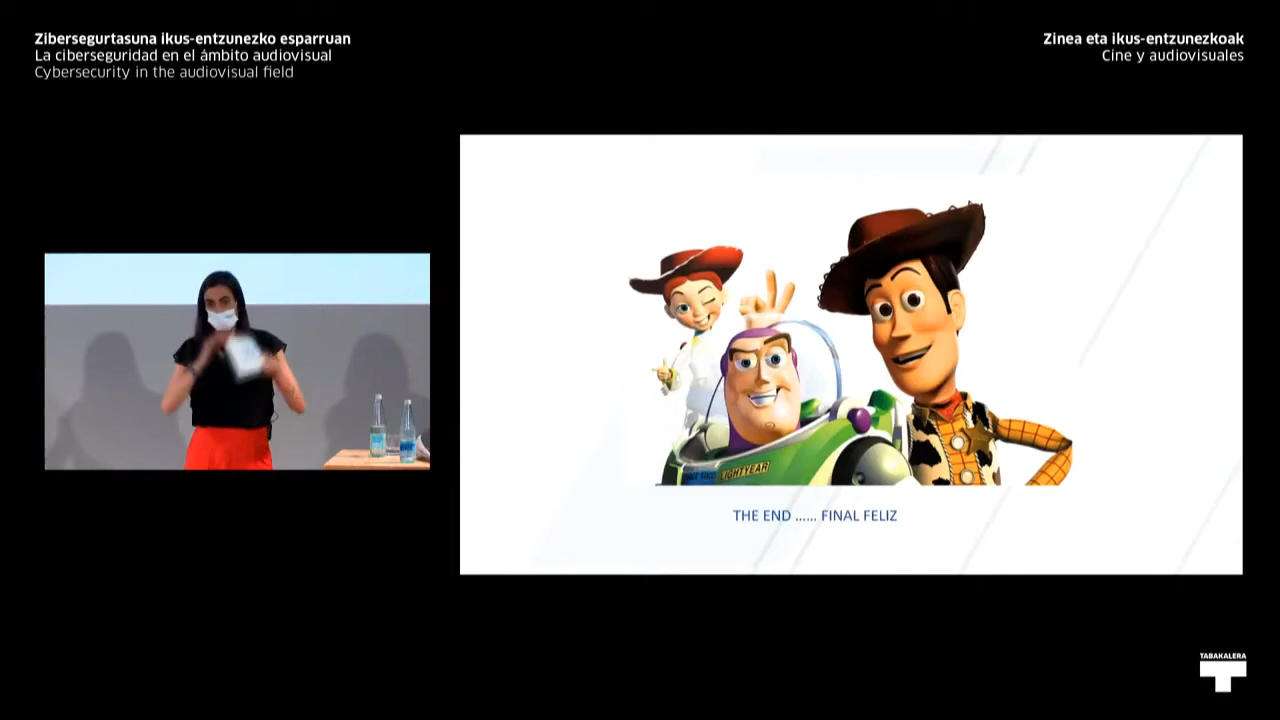 Zibersegurtasuna ikus-entzunezko esparruan
La ciberseguridad en el ámbito audiovisual
Cybersecurity in the audiovisual field
Zinea eta ikus-entzunezkoak
Cine y audiovisuales
LIGHTYEAR
THE END ...... FINAL FELIZ
TABAKALERA